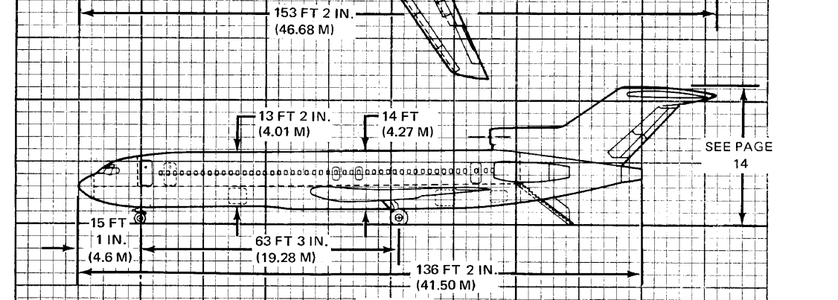 153 FT 2 IN.
(46.68 M)
13 FT 2 IN.
(4.01 M)
14 FT
(4.27 M)
SEE PAGE
14
15 FT
1 IN.
(4.6 M)
63 FT 3 IN.
(19.28 M)
136 FT 2 IN.
(41.50 M)